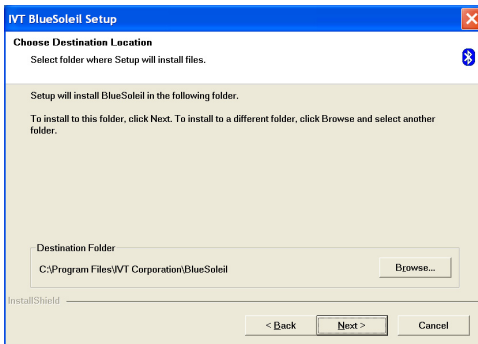 IVT BlueSoleil Setup
Choose Destination Location
Select folder where Setup will install files.
Setup will install BlueSoleil in the following folder.
To install to this folder, click Next. To install to a different folder, click Browse and select another
folder.
Destination Folder
C:\Program Files\IVT Corporation\BlueSoleil
Browse...
InstallShield
< Back
Next >
Cancel